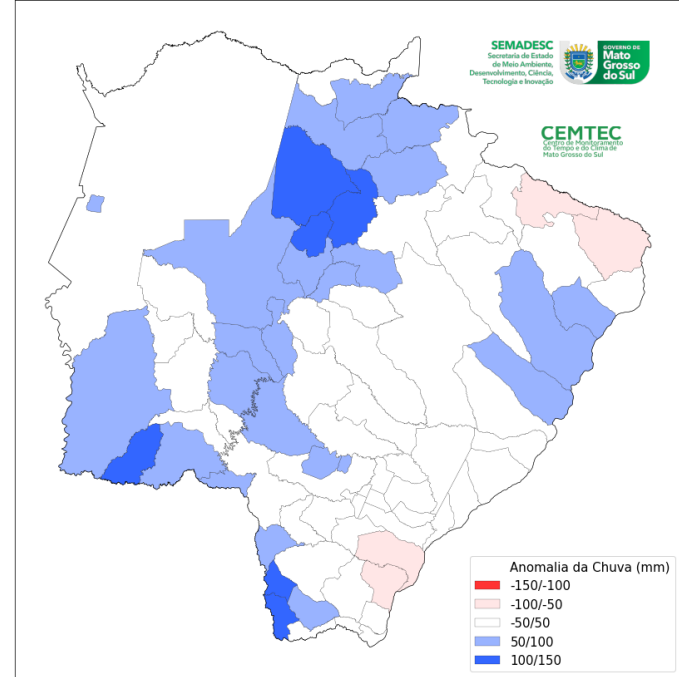 SEMADESC
Secretaria de Estado
de Meio Ambiente,
Desenvolvimento, Ciência,
Tecnologia e Inovação
GOVERNO DE
Mato
Grosso
do Sul
CEMTEC
Centro de Monitoramento
do Tempo e do Clima de
Mato Grosso do Sul
Anomalia da Chuva (mm)
-150/-100
-100/-50
-50/50
50/100
100/150